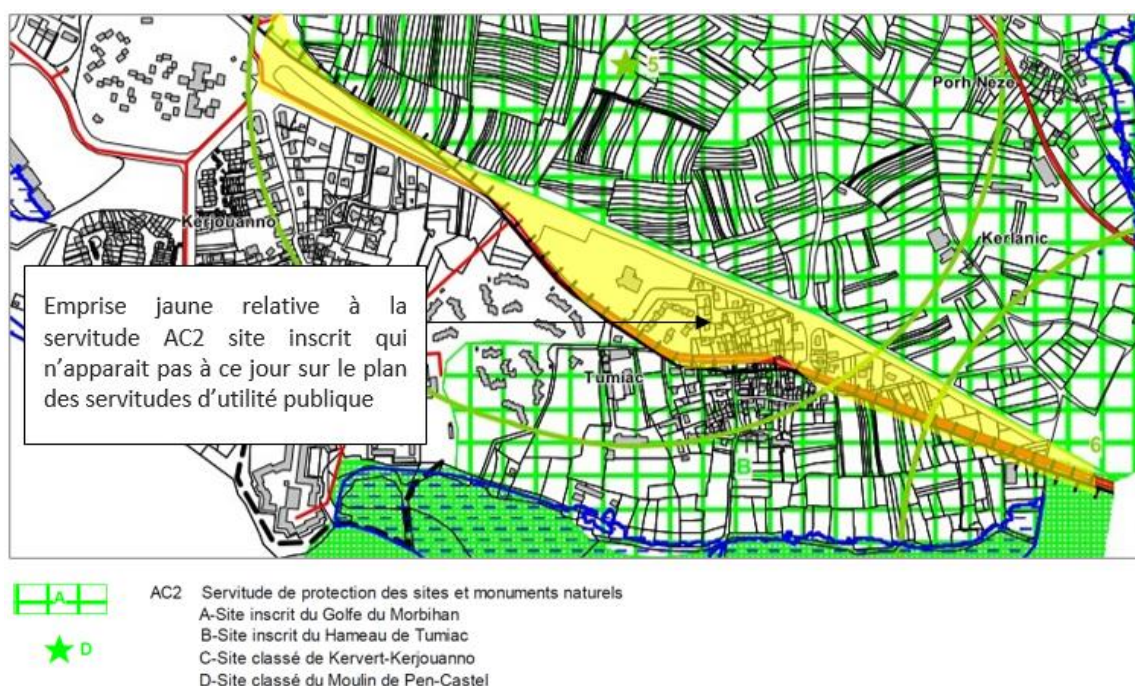 5
Porh Nèze
Kerjouanno
Kerlanic
Emprise jaune relative à la
servitude AC2 site inscrit qui
n'apparait pas à ce jour sur le plan
des servitudes d'utilité publique
Tumiac
6
B
A
AC2 Servitude de protection des sites et monuments naturels
A-Site inscrit du Golfe du Morbihan
D
B-Site inscrit du Hameau de Tumiac
C-Site classé de Kervert-Kerjouanno
D-Site classé du Moulin de Pen-Castel